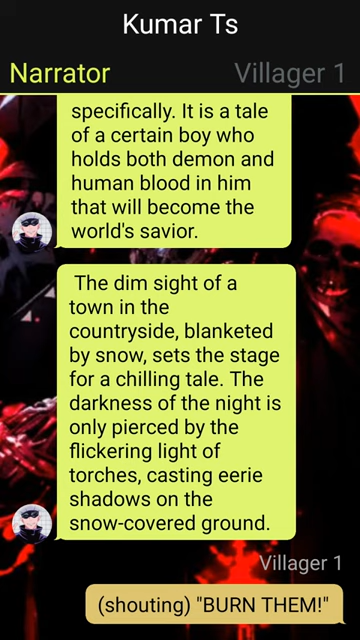 Kumar Ts
Narrator
Villager 1
specifically. It is a tale
of a certain boy who
holds both demon and
human blood in him
that will become the
world's savior.
The dim sight of a
town in the
countryside, blanketed
by snow, sets the stage
for a chilling tale. The
darkness of the night is
only pierced by the
flickering light of
torches, casting eerie
shadows on the
snow-covered ground.
Villager 1
(shouting) "BURN THEM!"